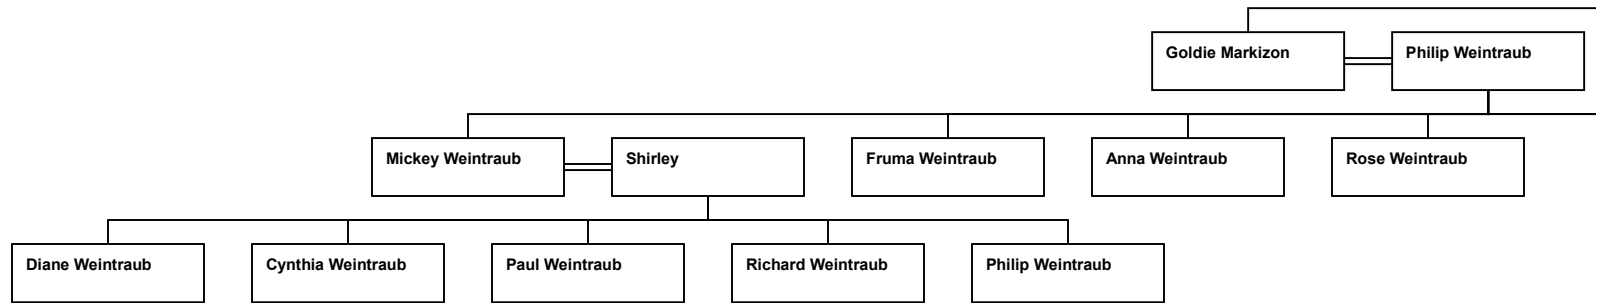 Goldie Markizon
Philip Weintraub
Mickey Weintraub
Shirley
Fruma Weintraub
Anna Weintraub
Rose Weintraub
Diane Weintraub
Cynthia Weintraub
Paul Weintraub
Richard Weintraub
Philip Weintraub